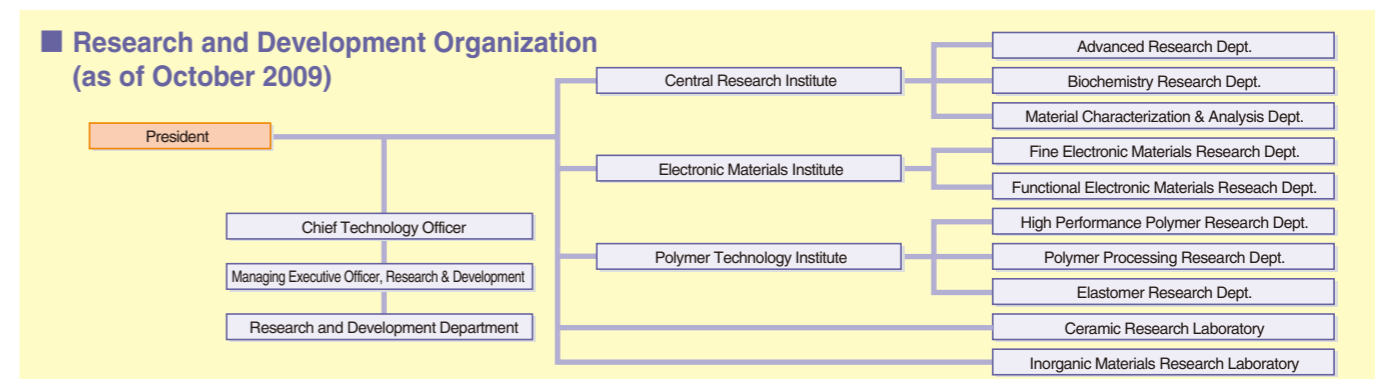 ■ Research and Development Organization
(as of October 2009)
President
Chief Technology Officer
Managing Executive Officer, Research & Development
Research and Development Department
Central Research Institute
Advanced Research Dept.
Biochemistry Research Dept.
Material Characterization & Analysis Dept.
Electronic Materials Institute
Fine Electronic Materials Research Dept.
Functional Electronic Materials Reseach Dept.
Polymer Technology Institute
High Performance Polymer Research Dept.
Polymer Processing Research Dept.
Elastomer Research Dept.
Ceramic Research Laboratory
Inorganic Materials Research Laboratory